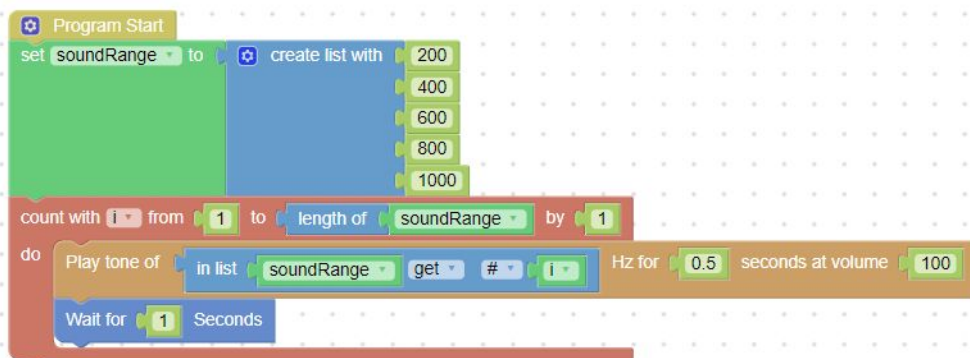 Program Start
set soundRange to create list with 200
400
600
800
1000
count with i from 1 to length of soundRange by 1
do Play tone of in list soundRange get # i Hz for 0.5 seconds at volume 100
Wait for 1 Seconds